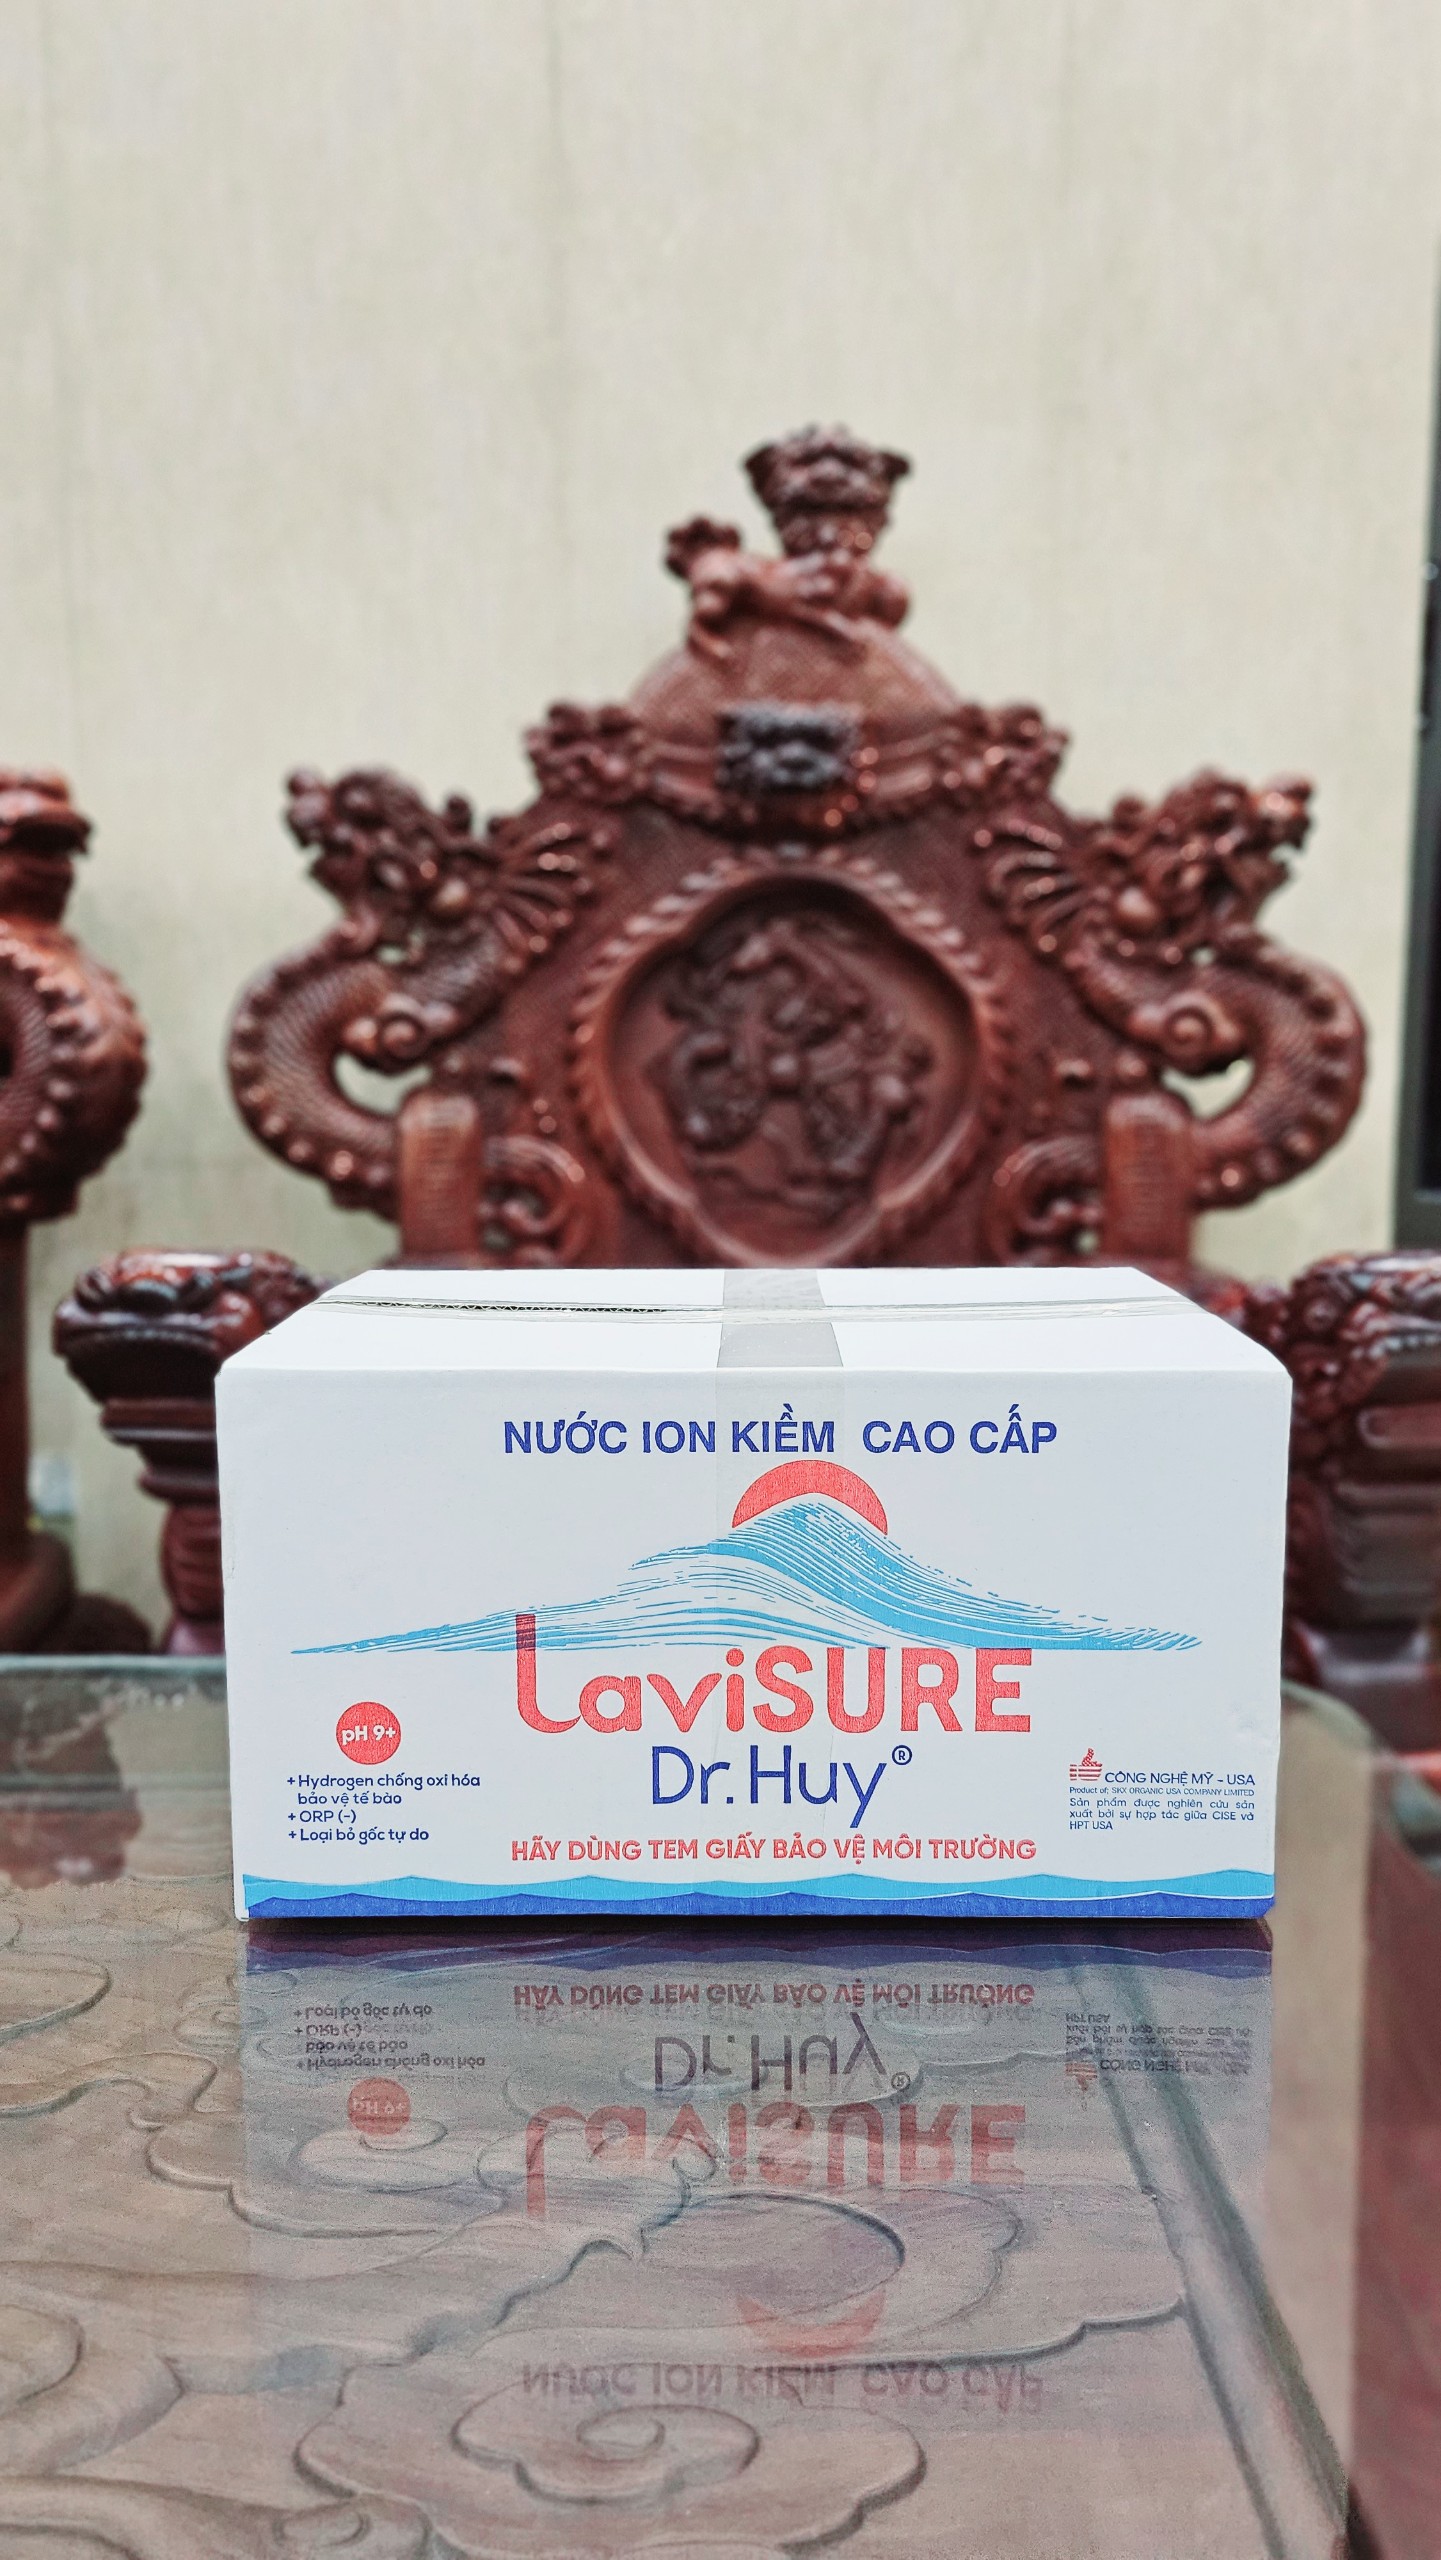 NƯỚC ION KIỀM CAO CẤP
LaviSURE
Dr. Huy®
HÃY DÙNG TEM GIẤY BẢO VỆ MÔI TRƯỜNG
pH 9+
+ Hydrogen chống oxi hóa
bảo vệ tế bào
+ ORP (-)
+ Loại bỏ gốc tự do
CÔNG NGHỆ MỸ - USA
Product of: SKX ORGANIC USA COMPANY LIMITED
Sản phẩm được nghiên cứu sản
xuất bởi sự hợp tác giữa CISE và
HPT USA